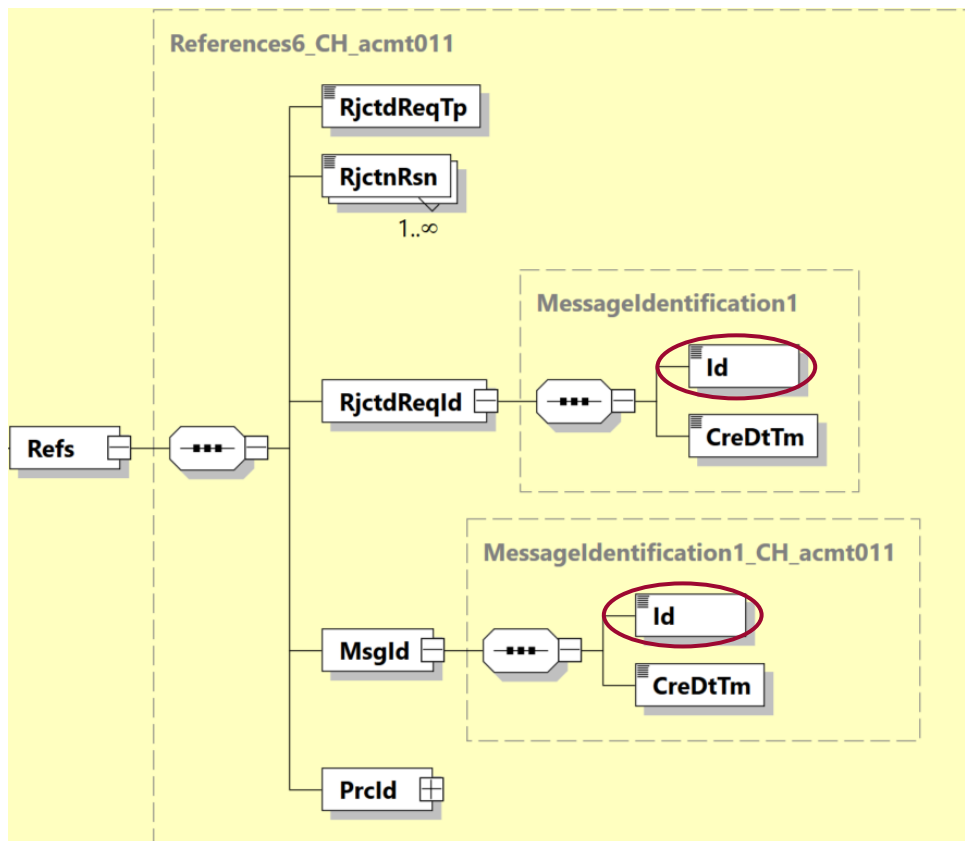 References6_CH_acmt011
RjctdReqTp
RjctnRsn
1..∞
MessageIdentification1
Id
RjctdReqId
CreDtTm
Refs
MessageIdentification1_CH_acmt011
Id
MsgId
CreDtTm
PrcId